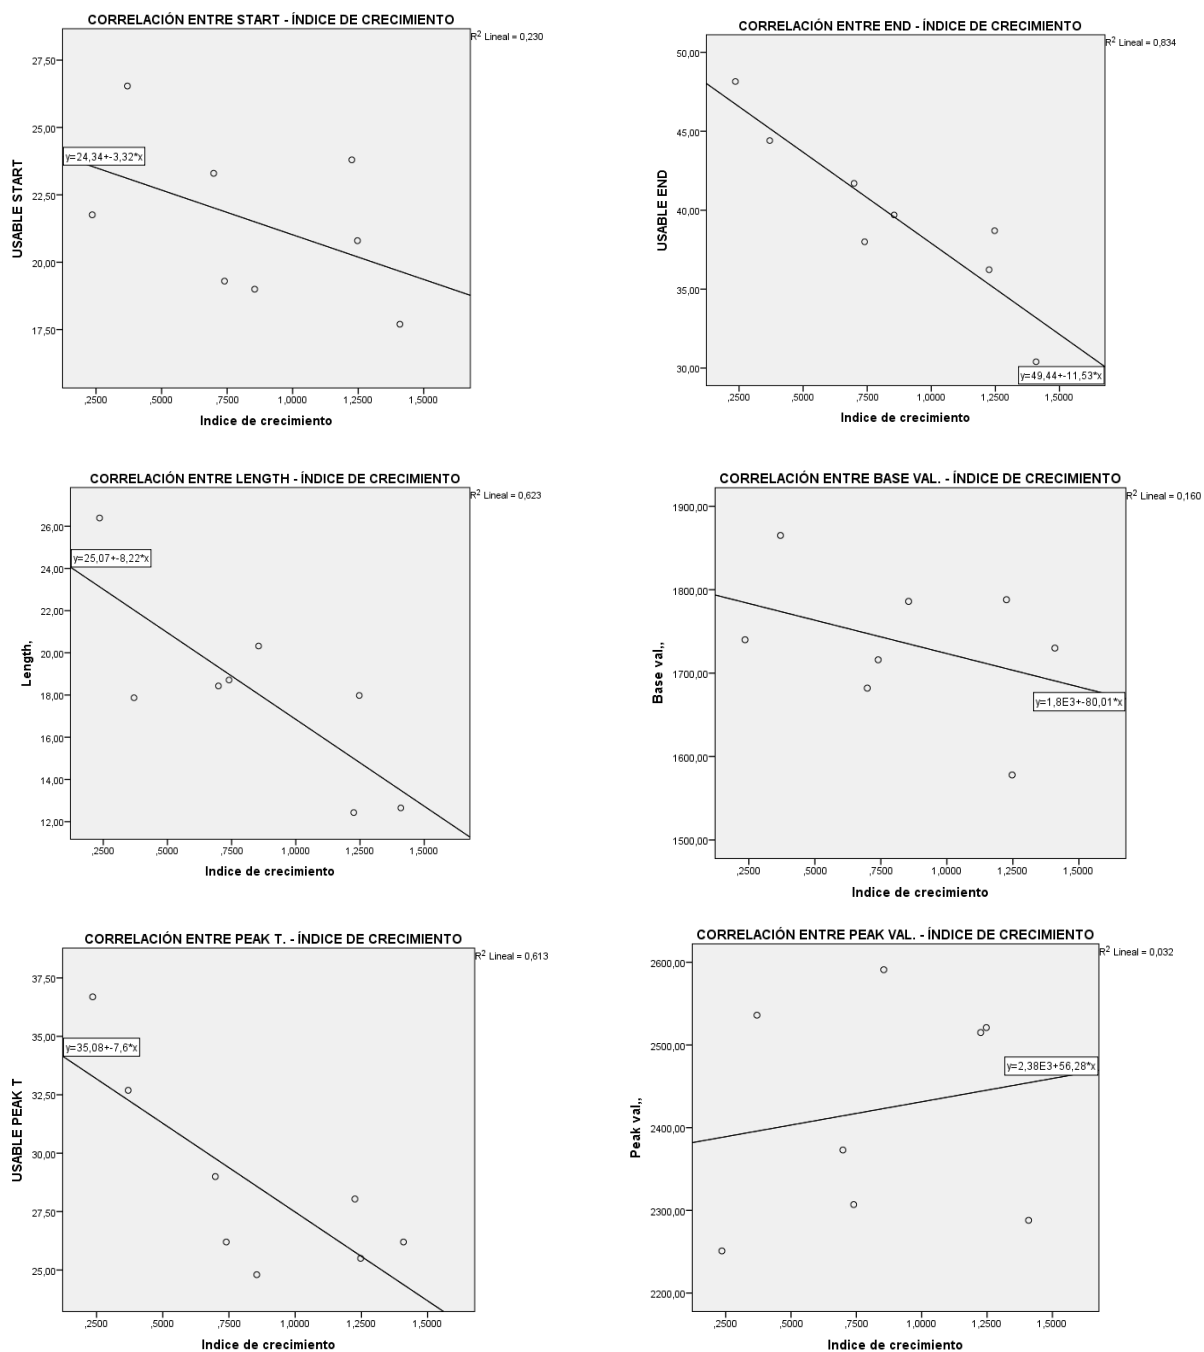 CORRELACIÓN ENTRE START - ÍNDICE DE CRECIMIENTO
R2 Lineal = 0,230
27,50
25,00
22,50
20,00
17,50
USABLE START
y=24,34+-3,32*x
,2500 ,5000 ,7500 1,0000 1,2500 1,5000
Indice de crecimiento
CORRELACIÓN ENTRE END - ÍNDICE DE CRECIMIENTO
R2 Lineal = 0,834
50,00
45,00
40,00
35,00
30,00
USABLE END
y=49,44+-11,53*x
,2500 ,5000 ,7500 1,0000 1,2500 1,5000
Indice de crecimiento
CORRELACIÓN ENTRE LENGTH - ÍNDICE DE CRECIMIENTO
R2 Lineal = 0,623
26,00
24,00
22,00
20,00
18,00
16,00
14,00
12,00
Length,
y=25,07+-8,22*x
,2500 ,5000 ,7500 1,0000 1,2500 1,5000
Indice de crecimiento
CORRELACIÓN ENTRE BASE VAL. - ÍNDICE DE CRECIMIENTO
R2 Lineal = 0,160
1900,00
1800,00
1700,00
1600,00
1500,00
Base val,,
y=1,8E3+-80,01*x
,2500 ,5000 ,7500 1,0000 1,2500 1,5000
Indice de crecimiento
CORRELACIÓN ENTRE PEAK T. - ÍNDICE DE CRECIMIENTO
R2 Lineal = 0,613
37,50
35,00
32,50
30,00
27,50
25,00
USABLE PEAK T
y=35,08+-7,6*x
,2500 ,5000 ,7500 1,0000 1,2500 1,5000
Indice de crecimiento
CORRELACIÓN ENTRE PEAK VAL. - ÍNDICE DE CRECIMIENTO
R2 Lineal = 0,032
2600,00
2500,00
2400,00
2300,00
2200,00
Peak val,,
y=2,38E3+56,28*x
,2500 ,5000 ,7500 1,0000 1,2500 1,5000
Indice de crecimiento